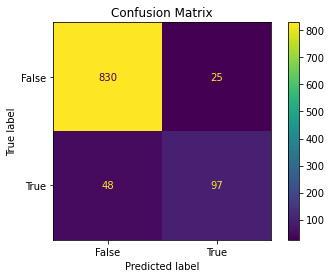 Confusion Matrix
False
830
25
True label
True
48
97
False
True
Predicted label
800
700
600
500
400
300
200
100